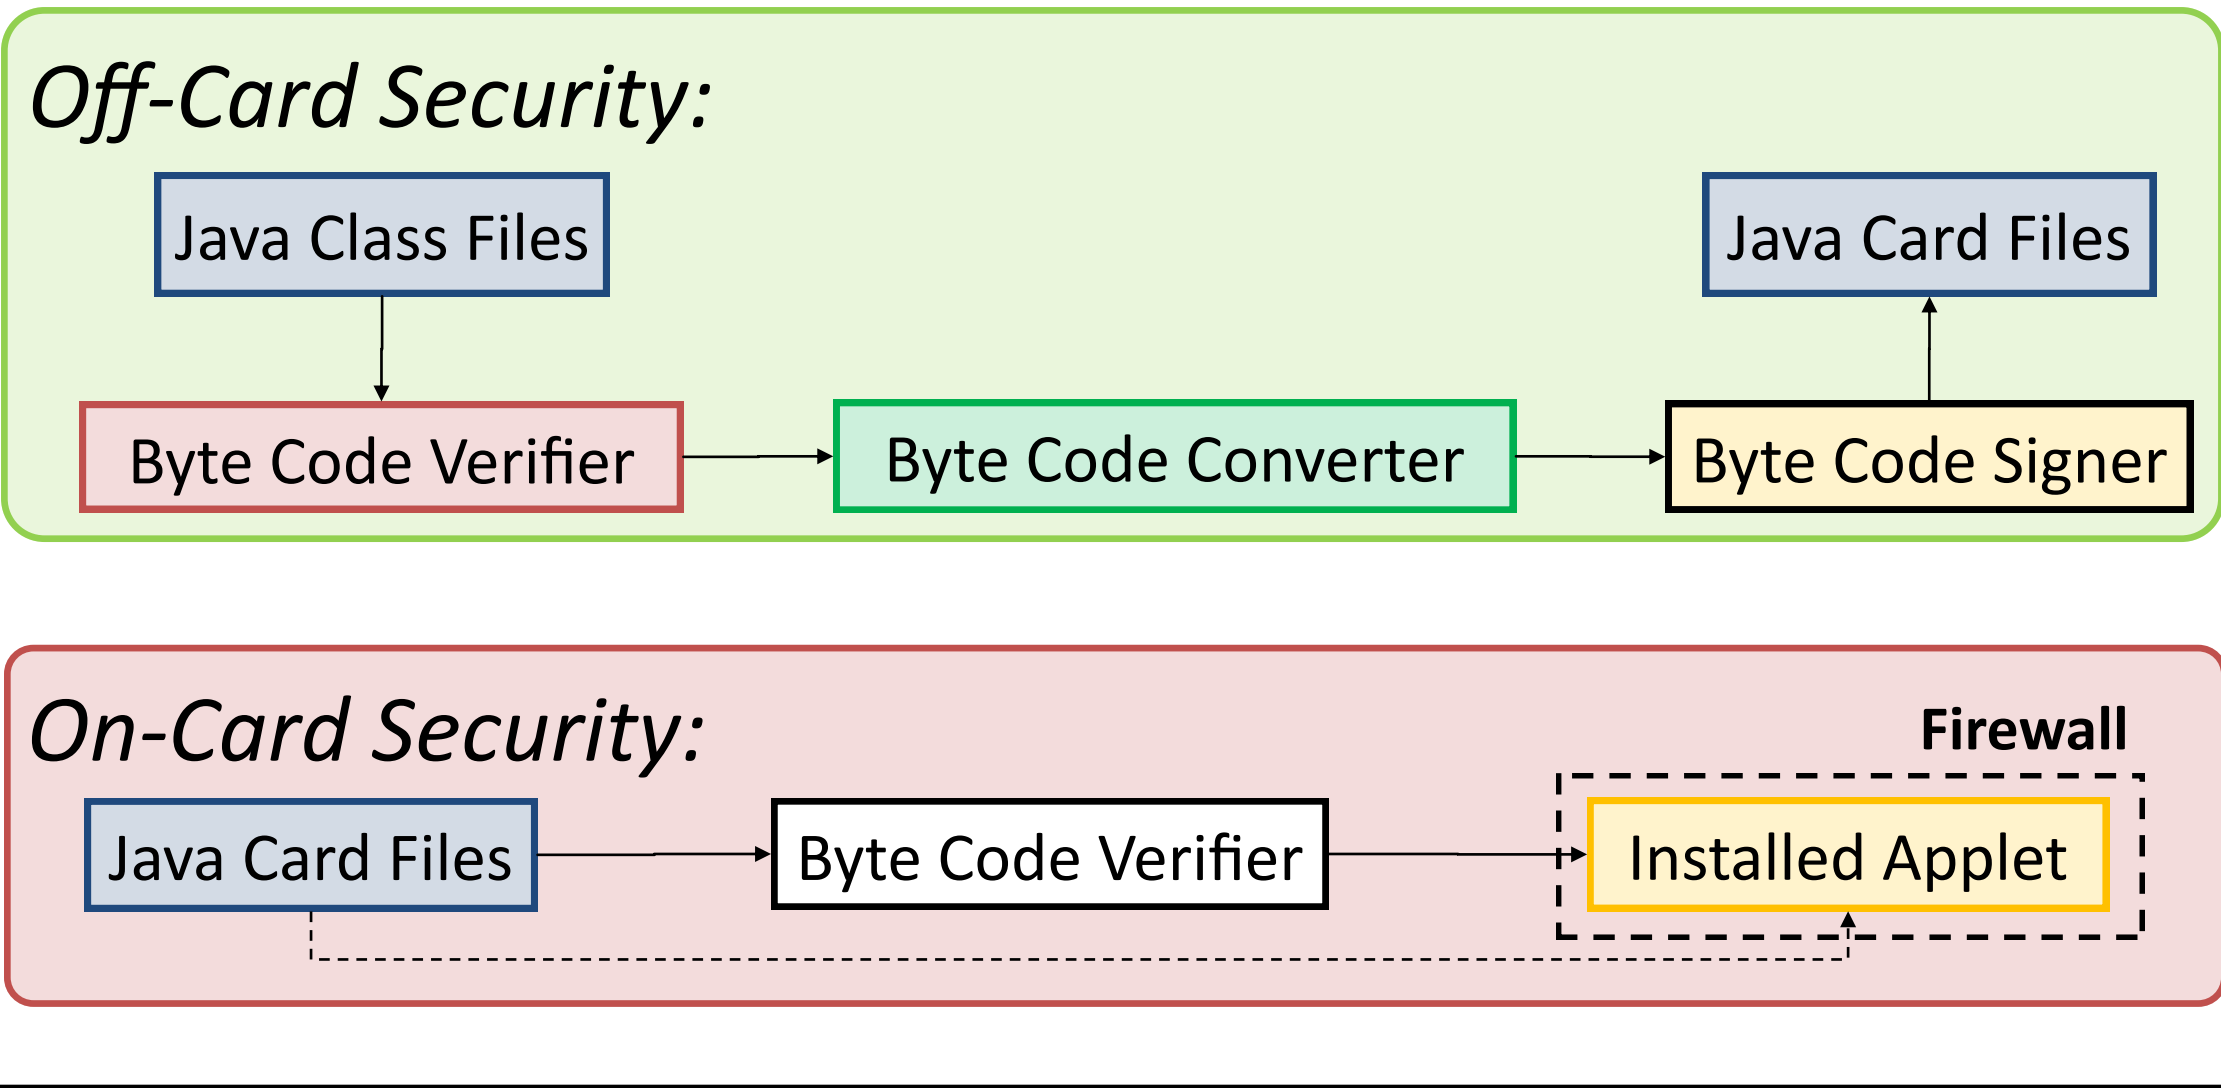 Off-Card Security:
Java Class Files
Java Card Files
Byte Code Verifier
Byte Code Converter
Byte Code Signer
On-Card Security:
Firewall
Java Card Files
Byte Code Verifier
Installed Applet